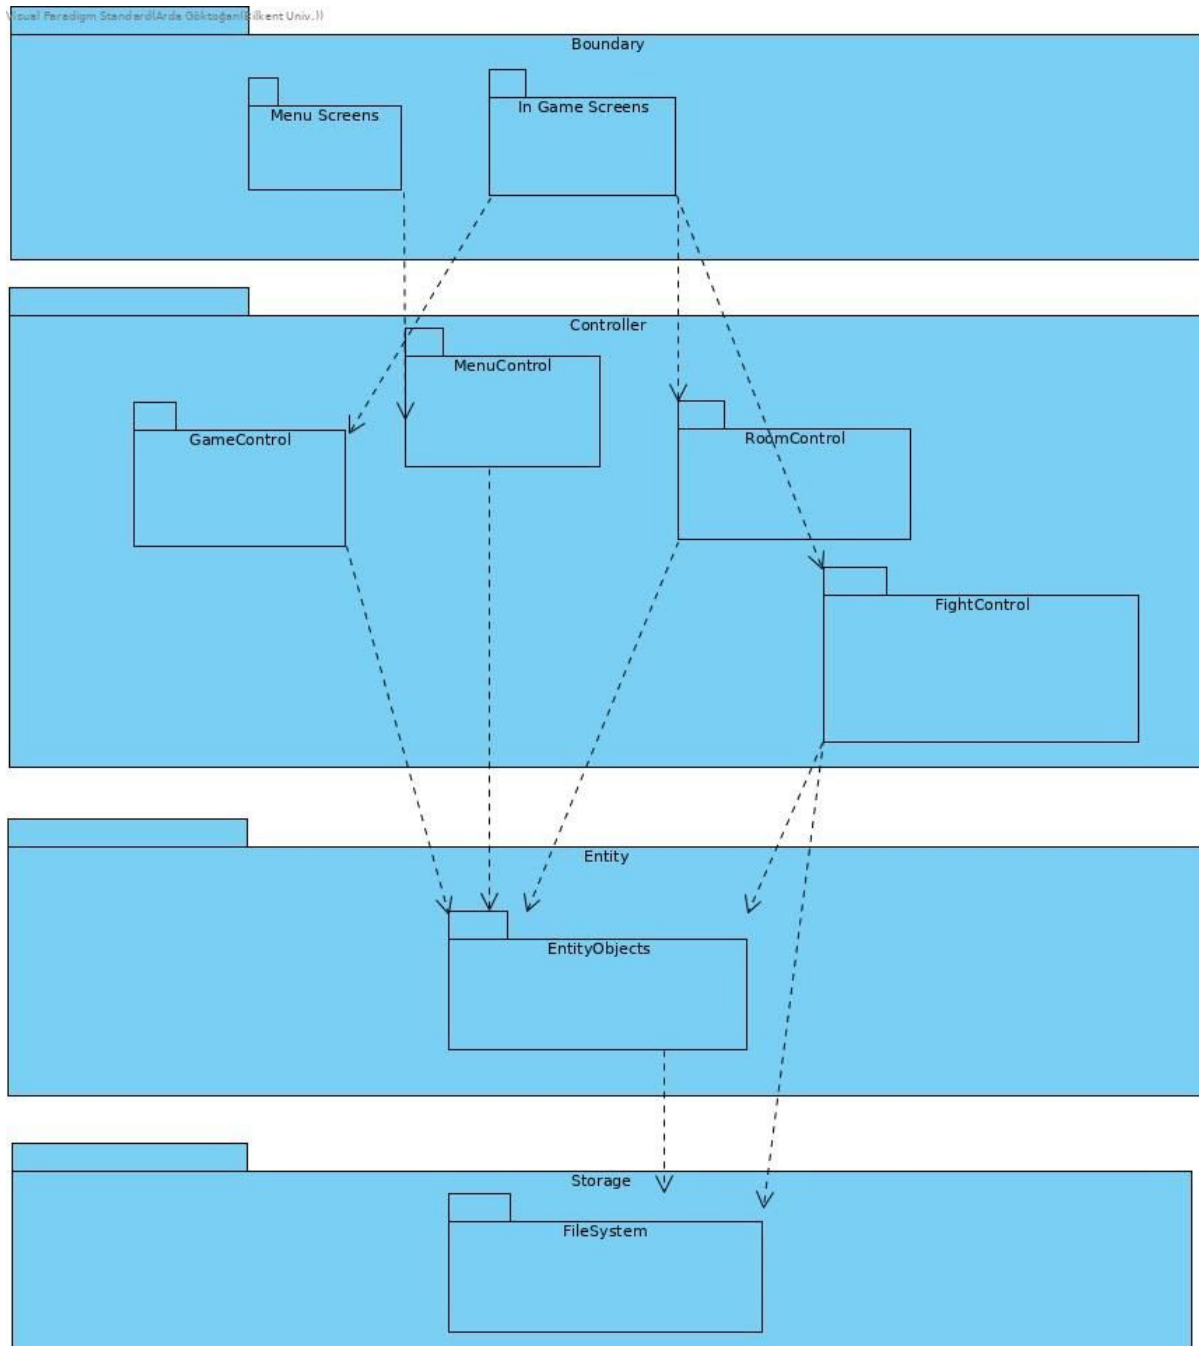 Visual Paradigm Standard(Arda Göktoğan(Bilkent Univ.))
Boundary
Menu Screens
In Game Screens
Controller
MenuControl
GameControl
RoomControl
FightControl
Entity
EntityObjects
Storage
FileSystem